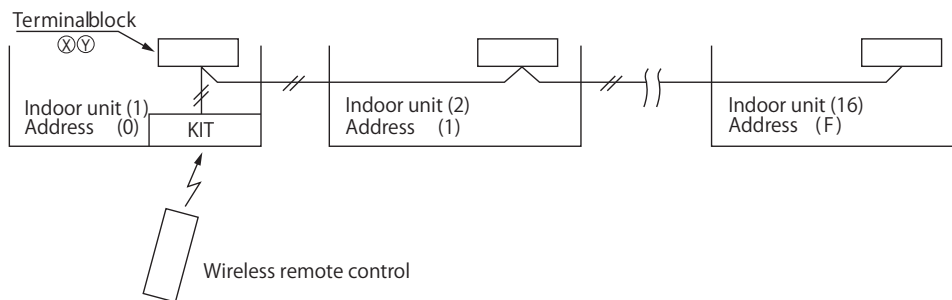 Terminalblock
ⓍⓎ
Indoor unit (1)
Address (0)
KIT
Indoor unit (2)
Address (1)
Indoor unit (16)
Address (F)
Wireless remote control